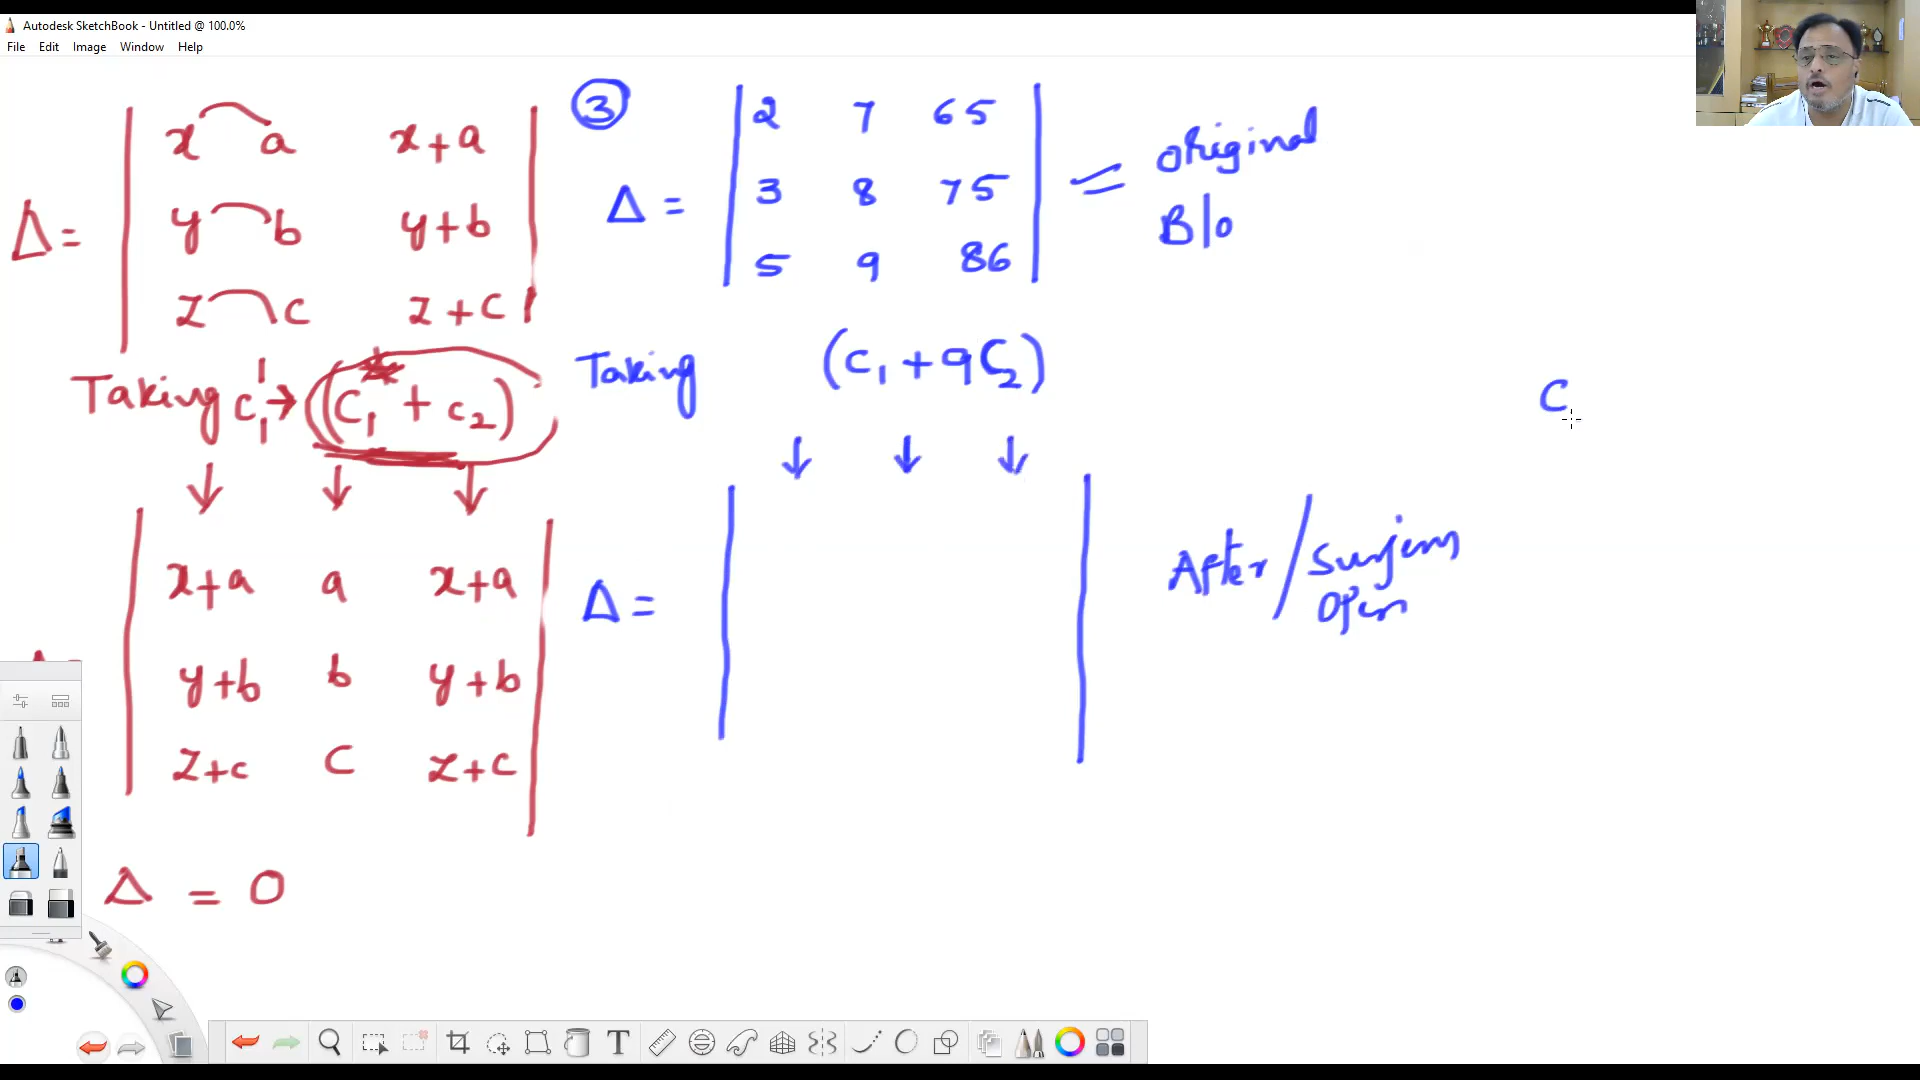 Autodesk SketchBook - Untitled @ 100.0%
File Edit Image Window Help
x a x+a
Δ= y b y+b
z c z+c
Taking C₁' → (C₁ + C₂)
x+a a x+a
y+b b y+b
z+c c z+c
Δ = 0
③
2 7 65
Δ = 3 8 75 = original
5 9 86 B/o
Taking (C₁ + 9C₂)
↓ ↓ ↓
Δ = After/Surjery
Open
C
T